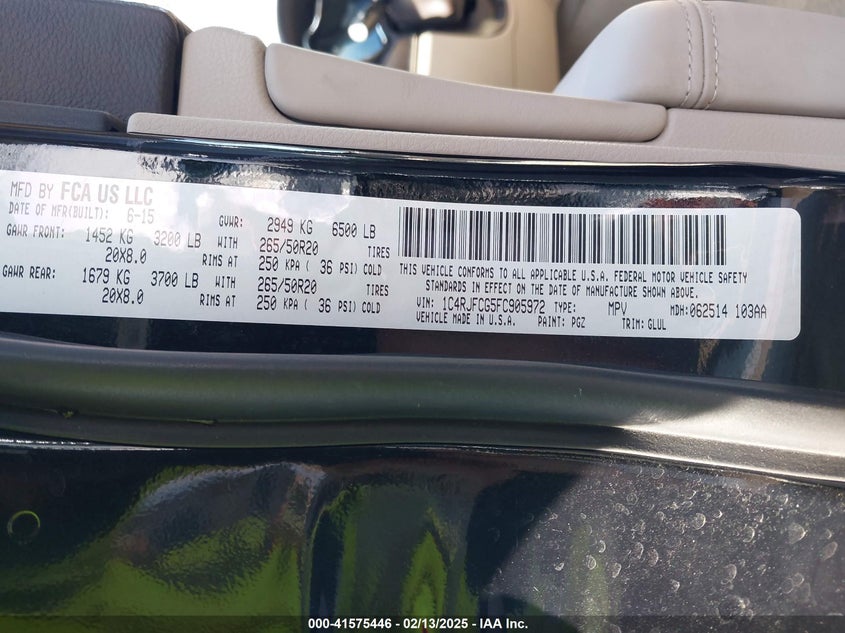 MFD BY FCA US LLC
DATE OF MFR(BUILT): 6-15 GVWR: 2949 KG 6500 LB
GAWR FRONT: 1452 KG 3200 LB WITH 265/50R20 TIRES
20X8.0 RIMS AT 250 KPA ( 36 PSI) COLD
GAWR REAR: 1679 KG 3700 LB WITH 265/50R20 TIRES
20X8.0 RIMS AT 250 KPA ( 36 PSI) COLD
THIS VEHICLE CONFORMS TO ALL APPLICABLE U.S.A. FEDERAL MOTOR VEHICLE SAFETY
STANDARDS IN EFFECT ON THE DATE OF MANUFACTURE SHOWN ABOVE.
VIN: 1C4RJFCG5FC905972 TYPE: MPV MDH:062514 103AA
VEHICLE MADE IN U.S.A. PAINT: PGZ TRIM: GLUL
000-41575446 - 02/13/2025 - IAA Inc.